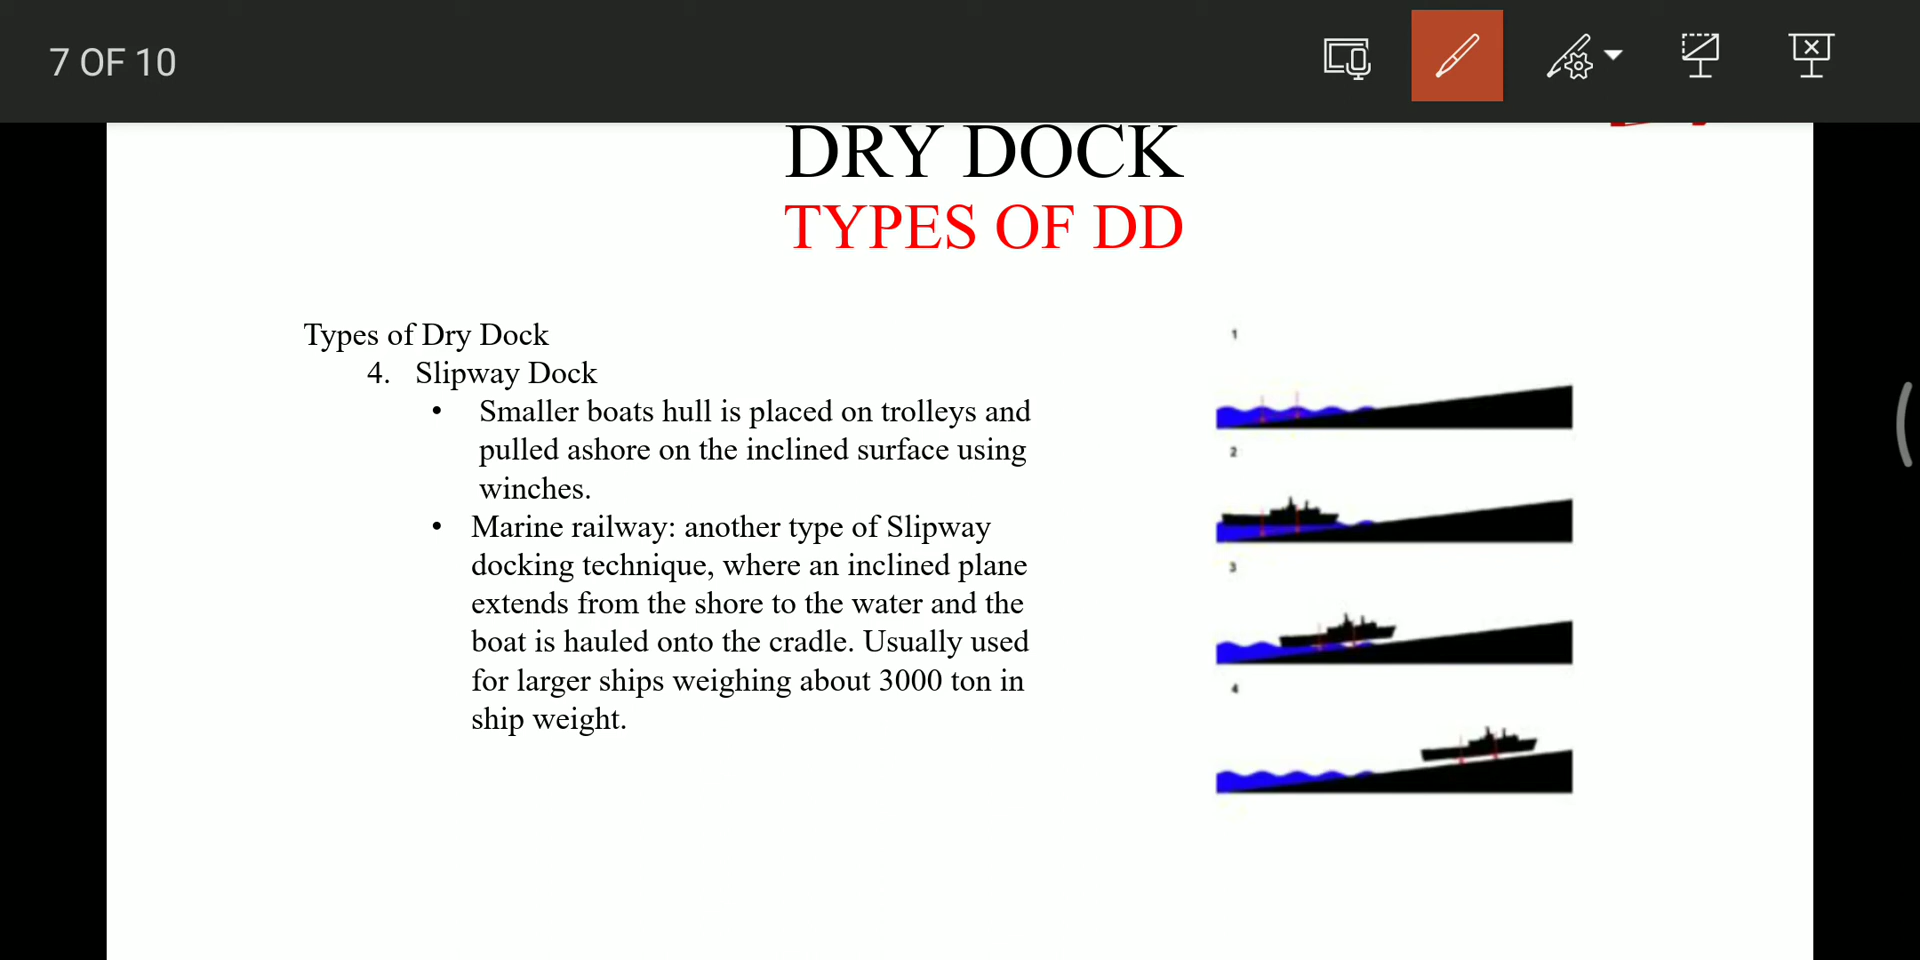 7 OF 10
DRY DOCK
TYPES OF DD
Types of Dry Dock
4. Slipway Dock
• Smaller boats hull is placed on trolleys and
pulled ashore on the inclined surface using
winches.
• Marine railway: another type of Slipway
docking technique, where an inclined plane
extends from the shore to the water and the
boat is hauled onto the cradle. Usually used
for larger ships weighing about 3000 ton in
ship weight.
1
2
3
4